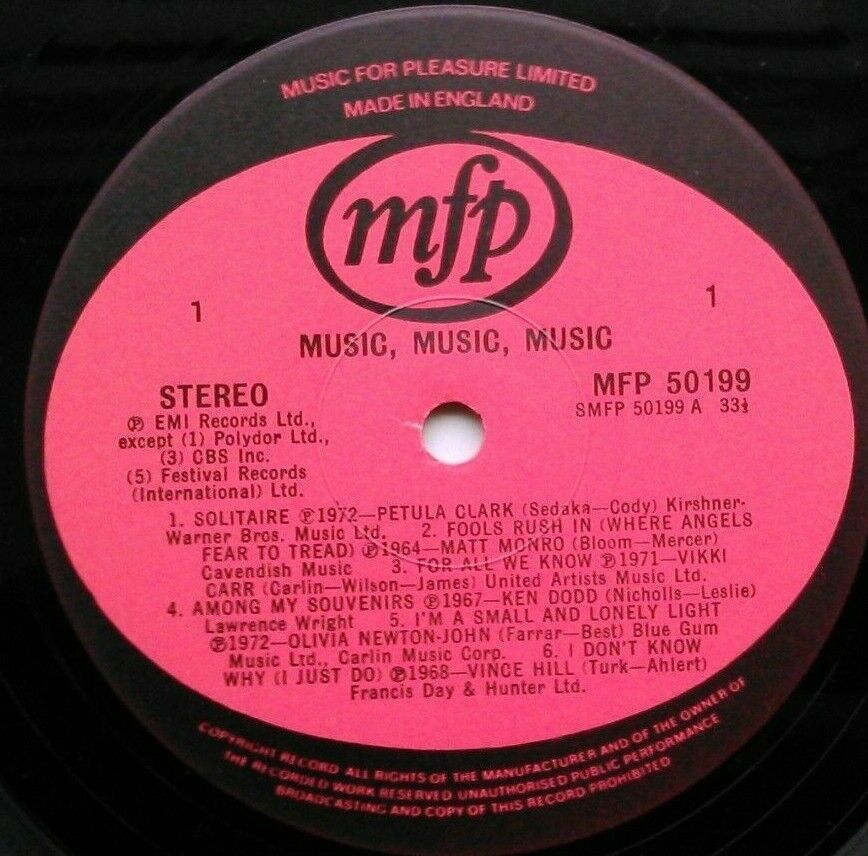 MUSIC FOR PLEASURE LIMITED
MADE IN ENGLAND
mfp
1 1
MUSIC, MUSIC, MUSIC
STEREO MFP 50199
SMFP 50199 A 33⅓
℗ EMI Records Ltd.,
except (1) Polydor Ltd.,
(3) CBS Inc.
(5) Festival Records
(International) Ltd.
1. SOLITAIRE ℗1972—PETULA CLARK (Sedaka—Cody) Kirshner-
Warner Bros. Music Ltd. 2. FOOLS RUSH IN (WHERE ANGELS
FEAR TO TREAD) ℗1964—MATT MONRO (Bloom—Mercer)
Cavendish Music 3. FOR ALL WE KNOW ℗1971—VIKKI
CARR (Carlin—Wilson—James) United Artists Music Ltd.
4. AMONG MY SOUVENIRS ℗1967—KEN DODD (Nicholls—Leslie)
Lawrence Wright 5. I'M A SMALL AND LONELY LIGHT
℗1972—OLIVIA NEWTON-JOHN (Farrar—Best) Blue Gum
Music Ltd., Carlin Music Corp. 6. I DON'T KNOW
WHY (I JUST DO) ℗1968—VINCE HILL (Turk—Ahlert)
Francis Day & Hunter Ltd.
COPYRIGHT RECORD ALL RIGHTS OF THE MANUFACTURER AND OF THE OWNER OF
THE RECORDED WORK RESERVED UNAUTHORISED PUBLIC PERFORMANCE
BROADCASTING AND COPY OF THIS RECORD PROHIBITED